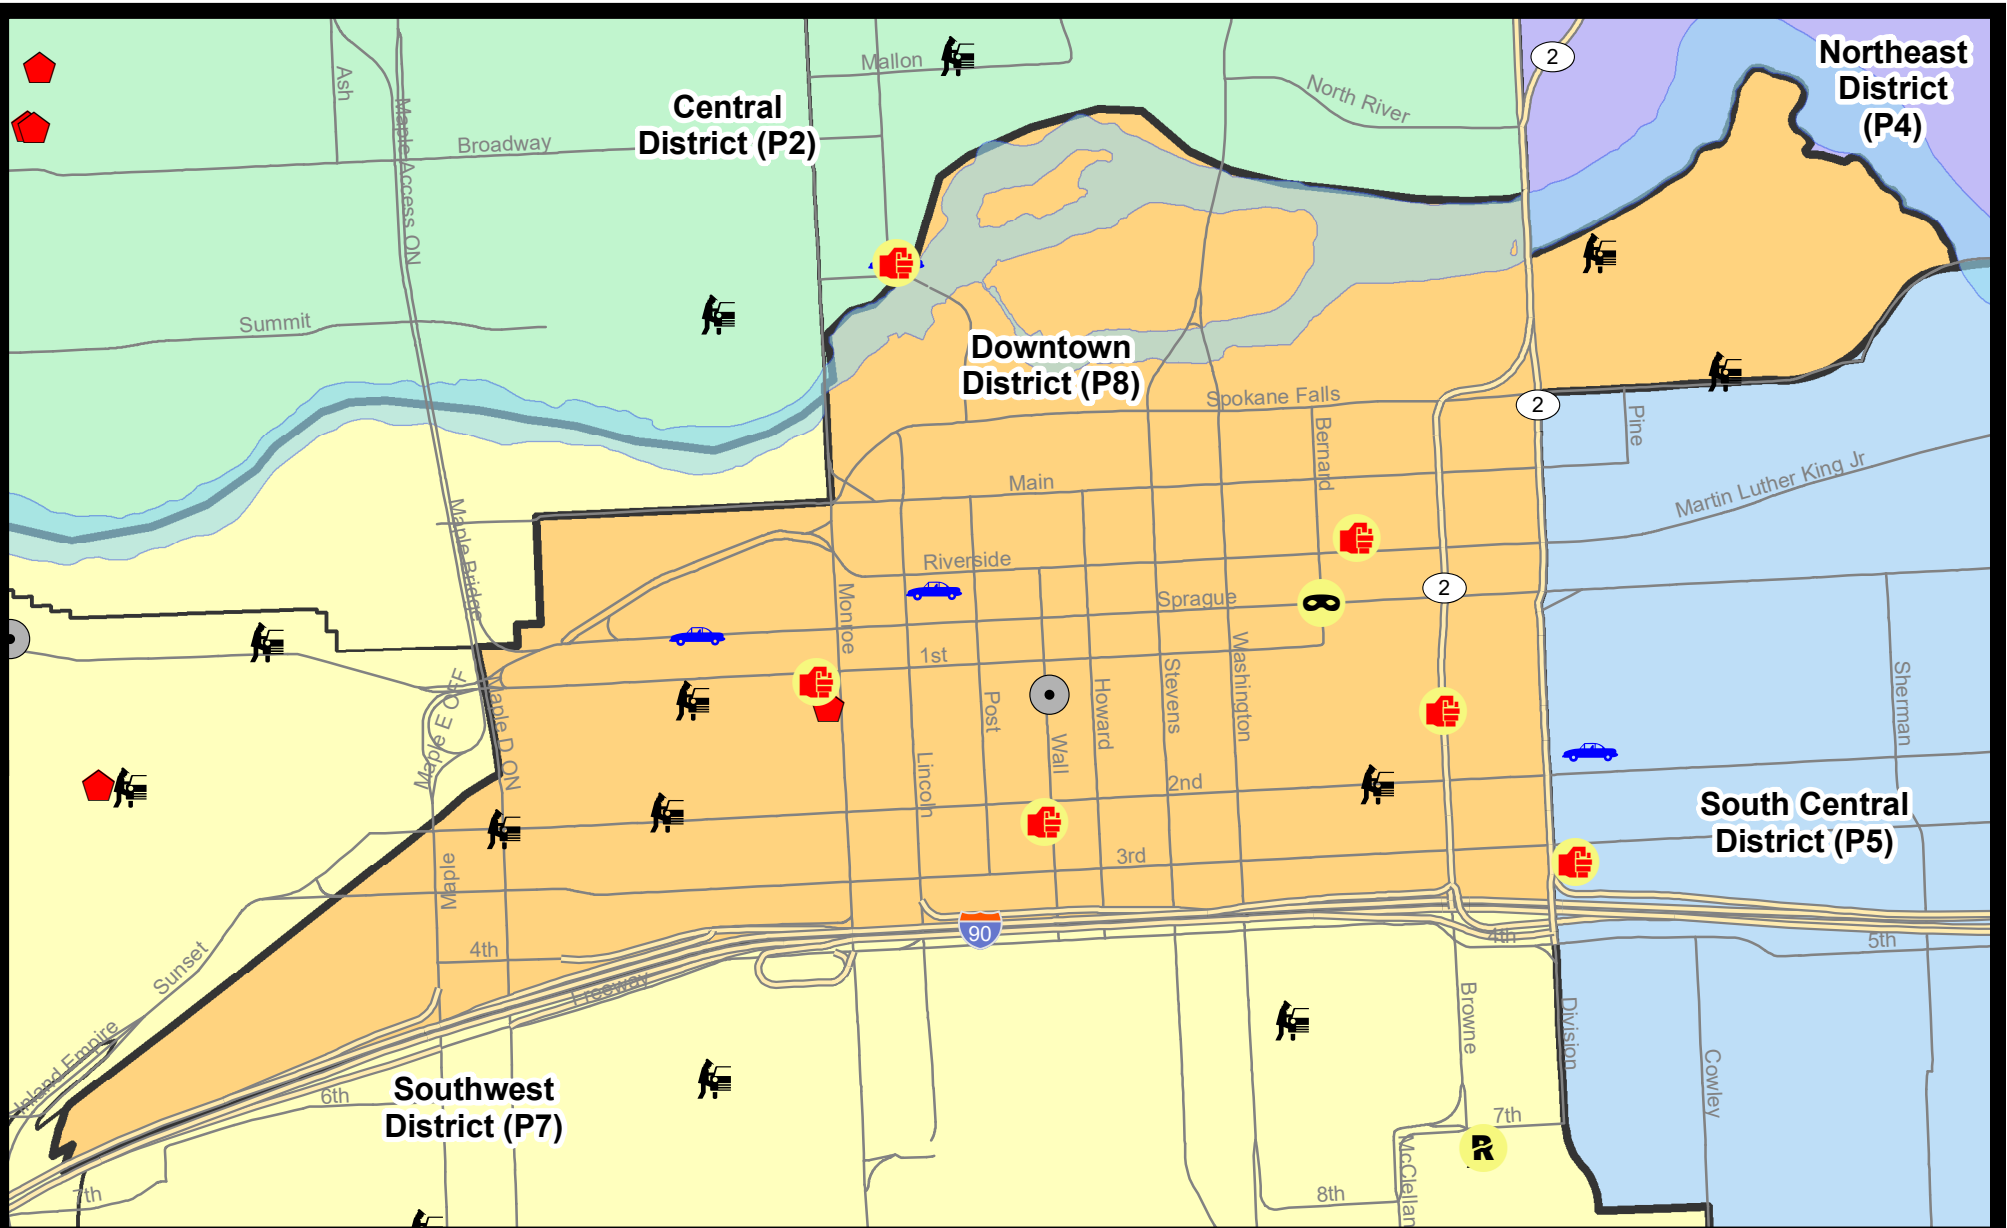 Northeast
District
(P4)
2
Mallon
Ash
North River
Central
District (P2)
Maple Access ON
Broadway
Summit
Downtown
District (P8)
Spokane Falls
2
Pine
Bernard
Main
Martin Luther King Jr
Maple Bridge
Riverside
Monroe
Sprague
2
1st
Washington
Stevens
Sherman
Maple E OFF
Maple D ON
Post
Howard
Wall
Lincoln
2nd
South Central
District (P5)
3rd
Maple
90
4th
4th
5th
Sunset
Freeway
Browne
Division
Inland Empire
Cowley
Southwest
District (P7)
6th
7th
R
McClellan
7th
8th